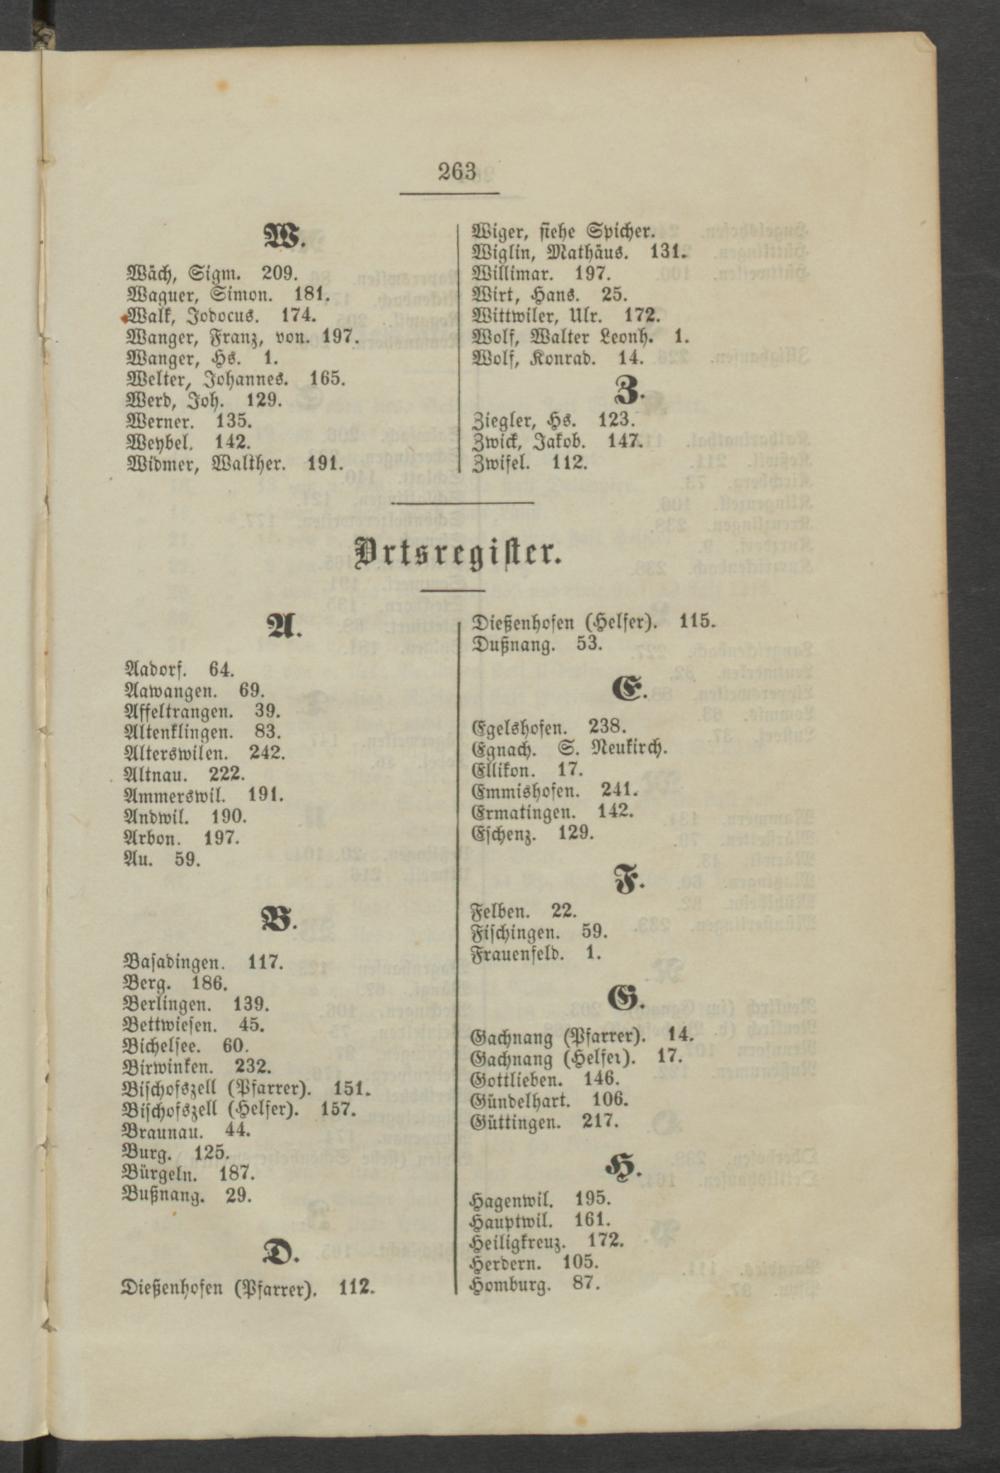 263
W.
Wäch, Sigm. 209.
Waguer, Simon. 181.
Walk, Jodocus. 174.
Wanger, Franz, von. 197.
Wanger, Hs. 1.
Welter, Johannes. 165.
Werd, Joh. 129.
Werner. 135.
Weybel. 142.
Widmer, Walther. 191.
Wiger, siehe Spicher.
Wiglin, Mathäus. 131.
Willimar. 197.
Wirt, Hans. 25.
Wittwiler, Ulr. 172.
Wolf, Walter Leonh. 1.
Wolf, Konrad. 14.
Z.
Ziegler, Hs. 123.
Zwick, Jakob. 147.
Zwifel. 112.
Ortsregister.
A.
Aadorf. 64.
Aawangen. 69.
Affeltrangen. 39.
Altenklingen. 83.
Alterswilen. 242.
Altnau. 222.
Ammerswil. 191.
Andwil. 190.
Arbon. 197.
Au. 59.
B.
Basadingen. 117.
Berg. 186.
Berlingen. 139.
Bettwiesen. 45.
Bichelsee. 60.
Birwinken. 232.
Bischofszell (Pfarrer). 151.
Bischofszell (Helfer). 157.
Braunau. 44.
Burg. 125.
Bürgeln. 187.
Bußnang. 29.
D.
Dießenhofen (Pfarrer). 112.
Dießenhofen (Helfer). 115.
Dußnang. 53.
E.
Egelshofen. 238.
Egnach. S. Neukirch.
Ellikon. 17.
Emmishofen. 241.
Ermatingen. 142.
Eschenz. 129.
F.
Felben. 22.
Fischingen. 59.
Frauenfeld. 1.
G.
Gachnang (Pfarrer). 14.
Gachnang (Helfer). 17.
Gottlieben. 146.
Gündelhart. 106.
Güttingen. 217.
H.
Hagenwil. 195.
Hauptwil. 161.
Heiligkreuz. 172.
Herdern. 105.
Homburg. 87.